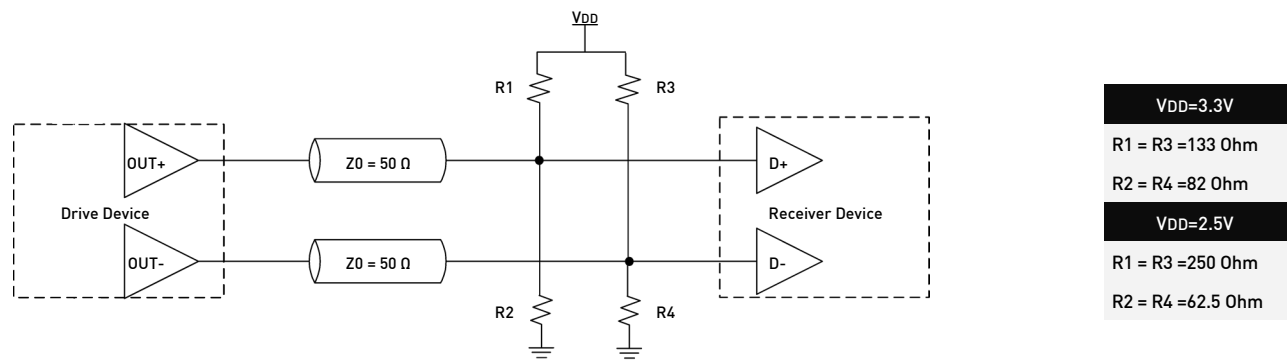 VDD
R1
R3
OUT+
Z0 = 50 Ω
D+
Drive Device
Receiver Device
OUT-
Z0 = 50 Ω
D-
R2
R4
VDD=3.3V
R1 = R3 =133 Ohm
R2 = R4 =82 Ohm
VDD=2.5V
R1 = R3 =250 Ohm
R2 = R4 =62.5 Ohm